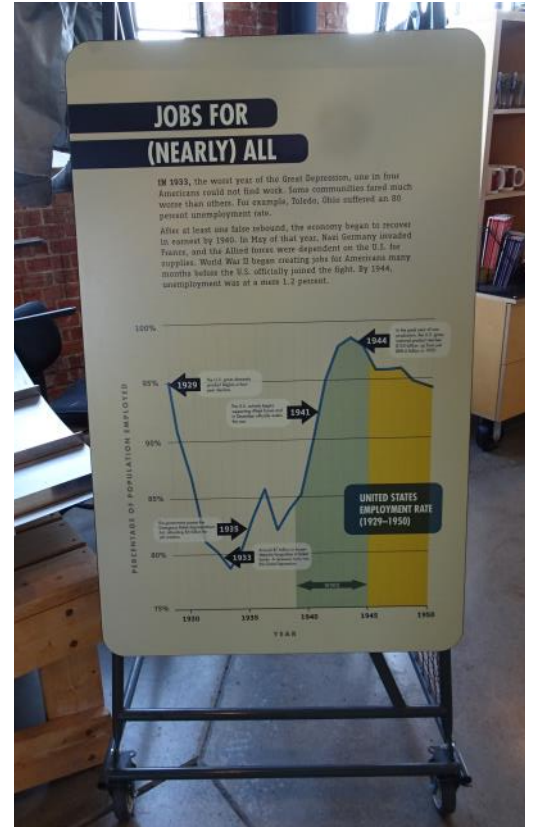 JOBS FOR
(NEARLY) ALL
IN 1933, the worst year of the Great Depression, one in four
Americans could not find work. Some communities fared much
worse than others. For example, Toledo, Ohio suffered an 80
percent unemployment rate.
After at least one false rebound, the economy began to recover
in earnest by 1940. In May of that year, Nazi Germany invaded
France, and the Allied forces were dependent on the U.S. for
supplies. World War II began creating jobs for Americans many
months before the U.S. officially joined the fight. By 1944,
unemployment was at a mere 1.2 percent.
100%
1944
95%
1929
1941
90%
85%
1935
80%
1933
75%
PERCENTAGE OF POPULATION EMPLOYED
UNITED STATES
EMPLOYMENT RATE
(1929–1950)
WWII
1930
1935
1940
1945
1950
YEAR